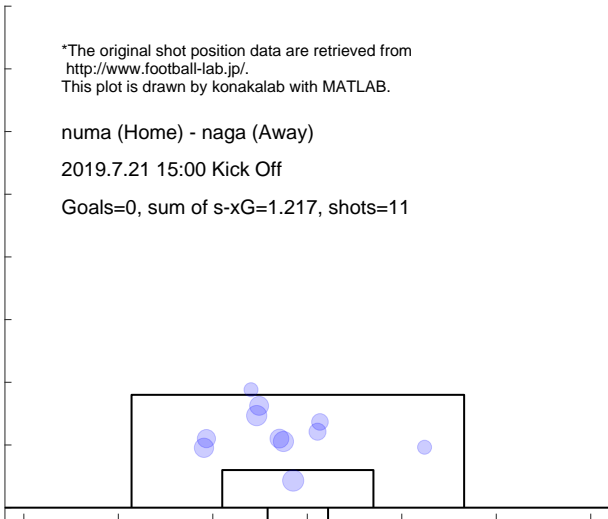 *The original shot position data are retrieved from
http://www.football-lab.jp/.
This plot is drawn by konakalab with MATLAB.
numa (Home) - naga (Away)
2019.7.21 15:00 Kick Off
Goals=0, sum of s-xG=1.217, shots=11